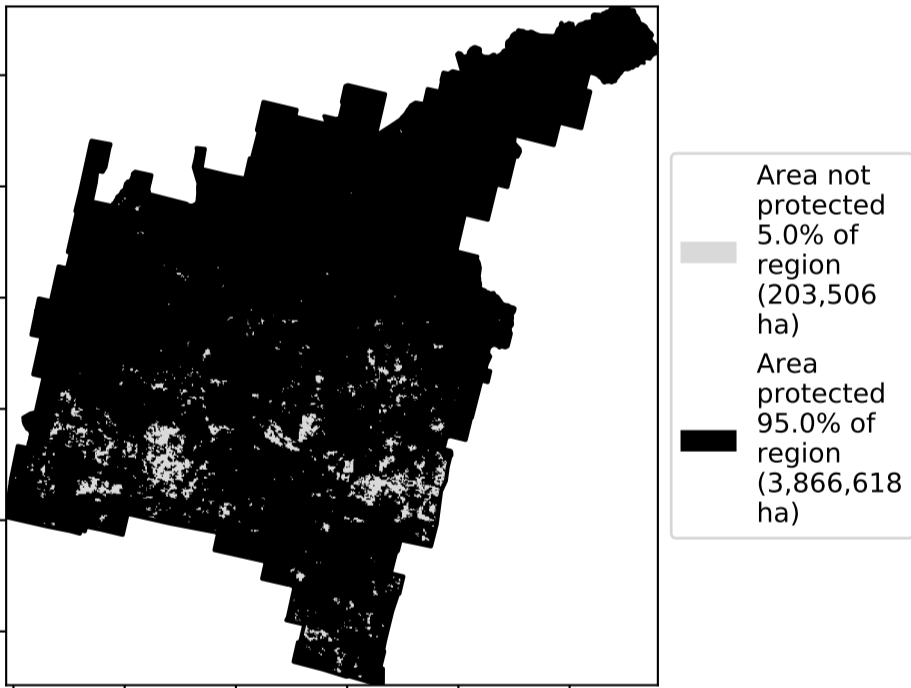 Area not
protected
5.0% of
region
(203,506
ha)
Area
protected
95.0% of
region
(3,866,618
ha)